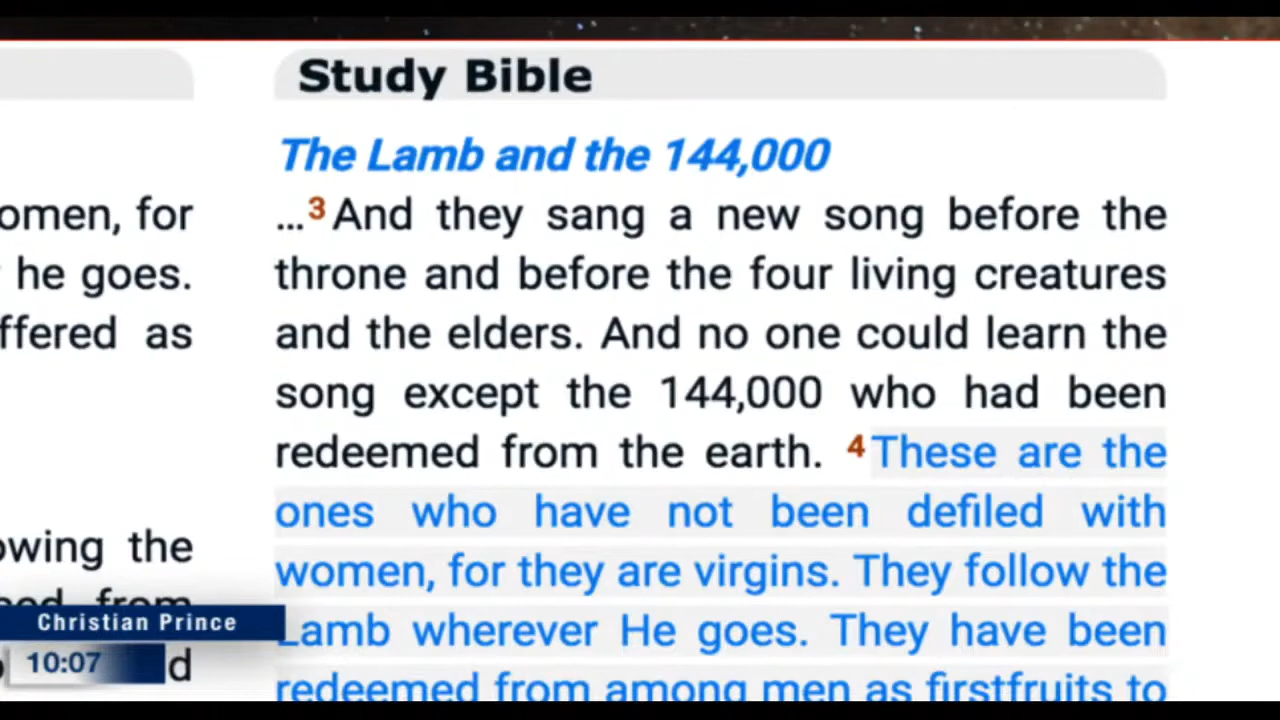 Study Bible
The Lamb and the 144,000
omen, for
he goes.
ffered as
owing the
...3 And they sang a new song before the
throne and before the four living creatures
and the elders. And no one could learn the
song except the 144,000 who had been
redeemed from the earth. 4 These are the
ones who have not been defiled with
women, for they are virgins. They follow the
Lamb wherever He goes. They have been
redeemed from among men as firstfruits to
Christian Prince
10:07